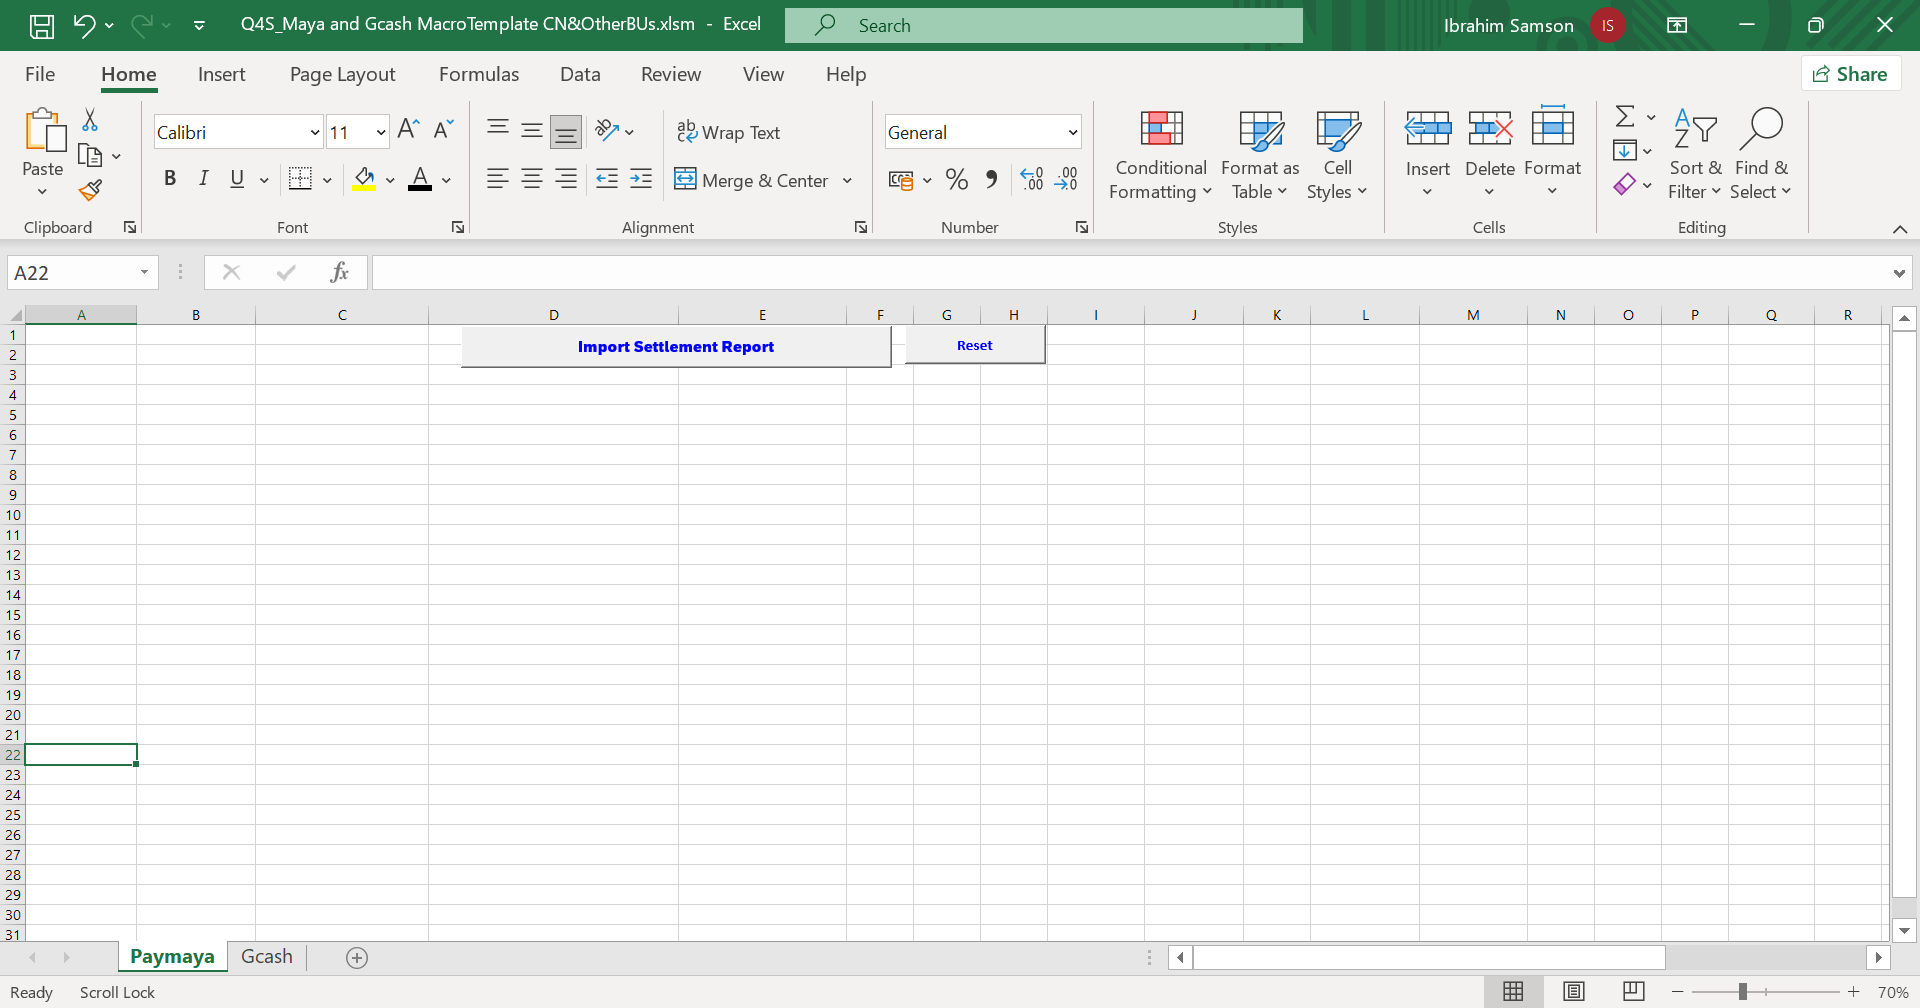 Q4S_Maya and Gcash MacroTemplate CN&OtherBUs.xlsm - Excel
Search
Ibrahim Samson
IS
File Home Insert Page Layout Formulas Data Review View Help
Share
Paste
Clipboard
Calibri 11
B I U A
Font
ab Wrap Text
Merge & Center
Alignment
General
% .00 .00
Number
Conditional Formatting
Format as Table
Cell Styles
Styles
Insert Delete Format
Cells
Sort & Filter
Find & Select
Editing
A22
fx
A B C D E F G H I J K L M N O P Q R
Import Settlement Report
Reset
1
2
3
4
5
6
7
8
9
10
11
12
13
14
15
16
17
18
19
20
21
22
23
24
25
26
27
28
29
30
31
Paymaya Gcash
Ready Scroll Lock
70%